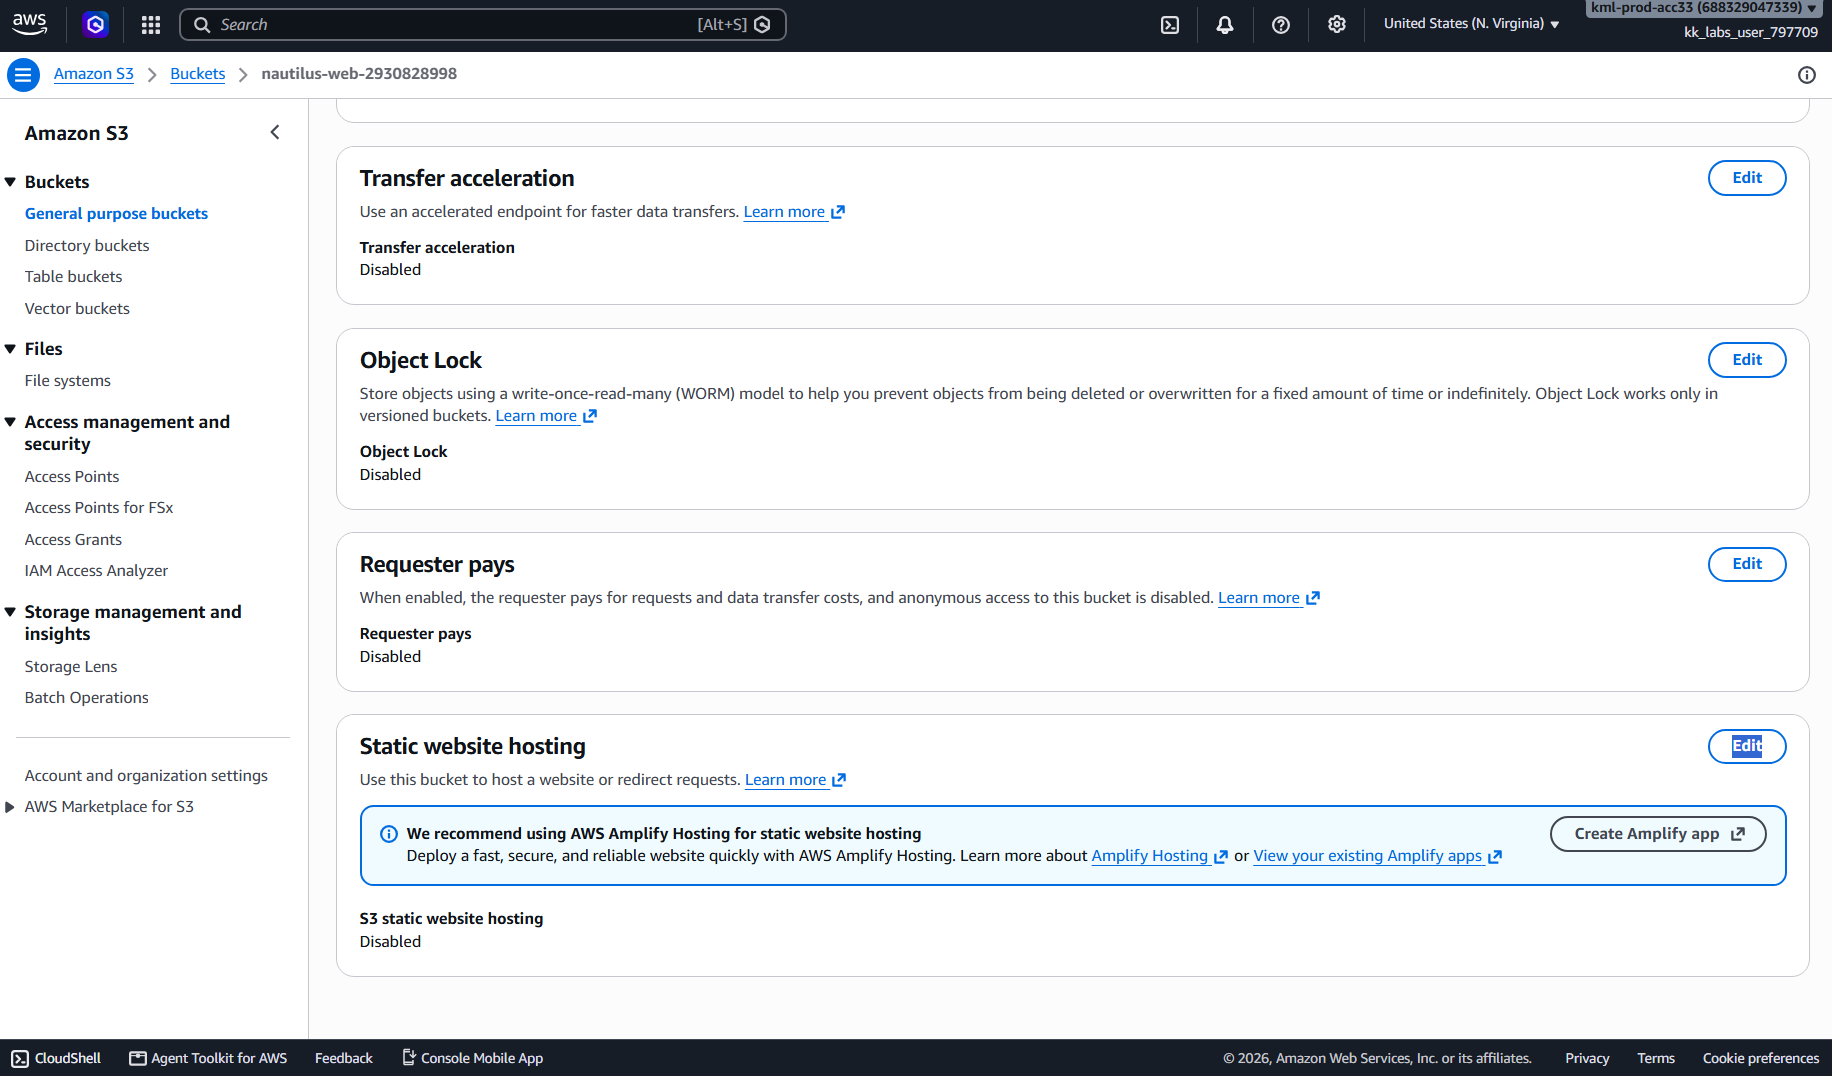 aws
Search
[Alt+S]
United States (N. Virginia)
kml-prod-acc33 (688329047339)
kk_labs_user_797709
Amazon S3
Buckets
nautilus-web-2930828998
Amazon S3
Buckets
General purpose buckets
Directory buckets
Table buckets
Vector buckets
Files
File systems
Access management and
security
Access Points
Access Points for FSx
Access Grants
IAM Access Analyzer
Storage management and
insights
Storage Lens
Batch Operations
Account and organization settings
AWS Marketplace for S3
Transfer acceleration
Edit
Use an accelerated endpoint for faster data transfers. Learn more
Transfer acceleration
Disabled
Object Lock
Edit
Store objects using a write-once-read-many (WORM) model to help you prevent objects from being deleted or overwritten for a fixed amount of time or indefinitely. Object Lock works only in
versioned buckets. Learn more
Object Lock
Disabled
Requester pays
Edit
When enabled, the requester pays for requests and data transfer costs, and anonymous access to this bucket is disabled. Learn more
Requester pays
Disabled
Static website hosting
Edit
Use this bucket to host a website or redirect requests. Learn more
We recommend using AWS Amplify Hosting for static website hosting
Deploy a fast, secure, and reliable website quickly with AWS Amplify Hosting. Learn more about Amplify Hosting or View your existing Amplify apps
Create Amplify app
S3 static website hosting
Disabled
CloudShell
Agent Toolkit for AWS
Feedback
Console Mobile App
© 2026, Amazon Web Services, Inc. or its affiliates.
Privacy
Terms
Cookie preferences